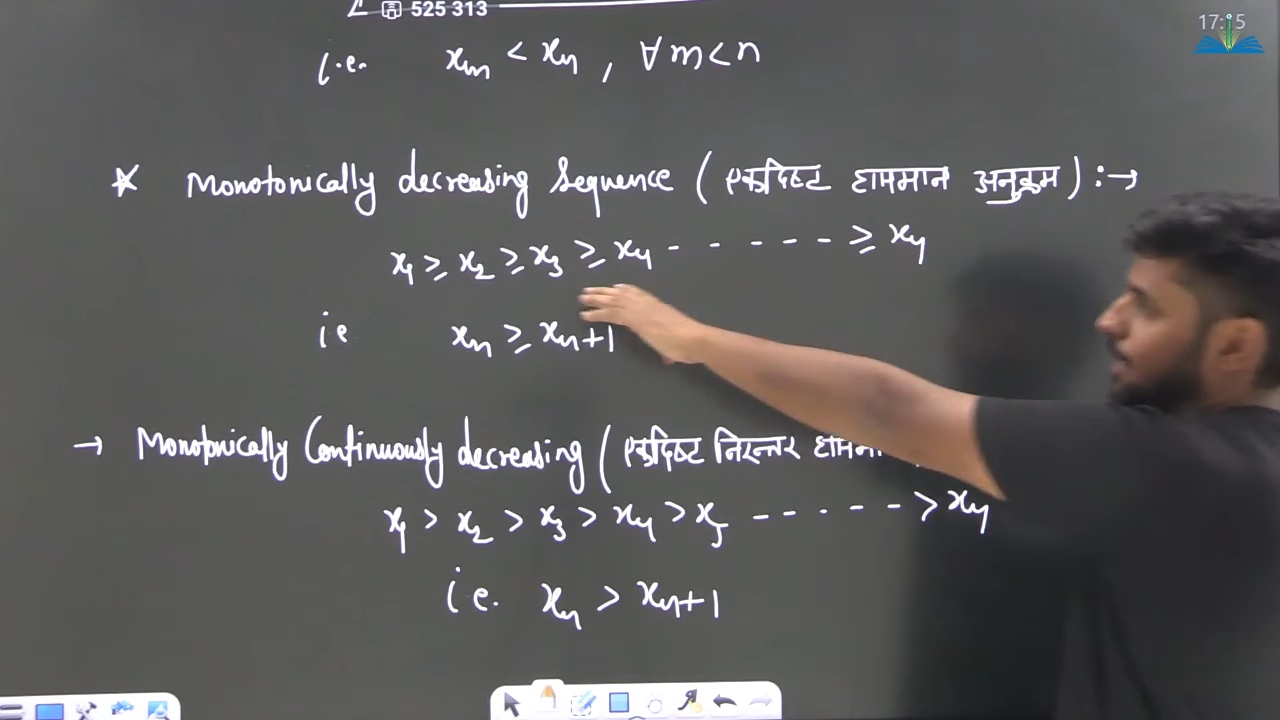 525 313
17:15
i.e. xₘ < xₙ , ∀ m < n
* Monotonically decreasing Sequence ( एकदिष्ट ह्रासमान अनुक्रम ) :→
x₁ ≥ x₂ ≥ x₃ ≥ x₄ - - - - - ≥ xₙ
ie xₙ ≥ xₙ+1
→ Monotonically Continuously decreasing ( एकदिष्ट निरन्तर
x₁ > x₂ > x₃ > x₄ > x₅ - - - - - > xₙ
i.e. xₙ > xₙ+1